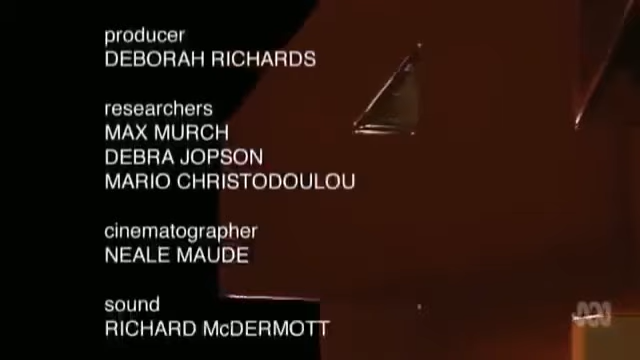 producer
DEBORAH RICHARDS
researchers
MAX MURCH
DEBRA JOPSON
MARIO CHRISTODOULOU
cinematographer
NEALE MAUDE
sound
RICHARD McDERMOTT